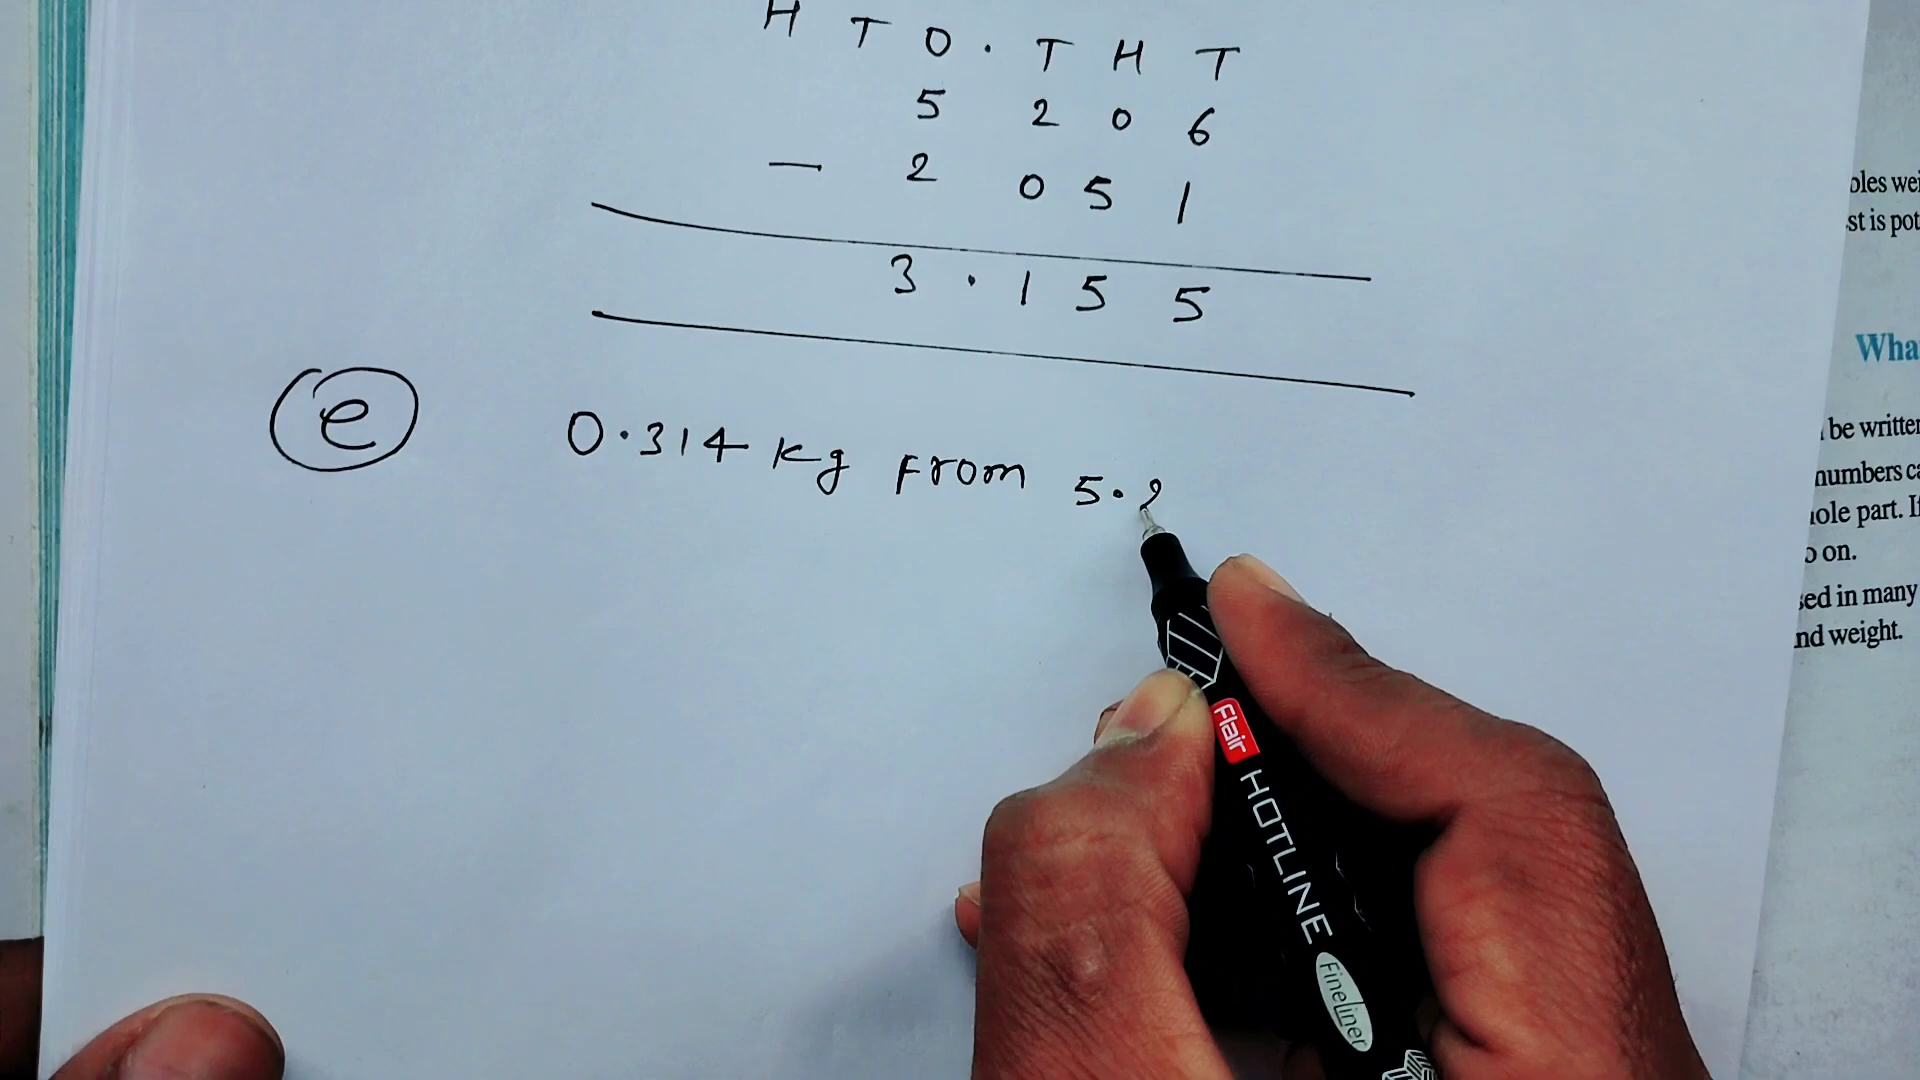 H T O . T H T
5 2 0 6
— 2 0 5 1
3 . 1 5 5
e 0.314 kg from 5.2
Flair HOTLINE FineLiner
oles wei
st is pot
Wha
be written
numbers ca
ole part. If
o on.
sed in many
nd weight.